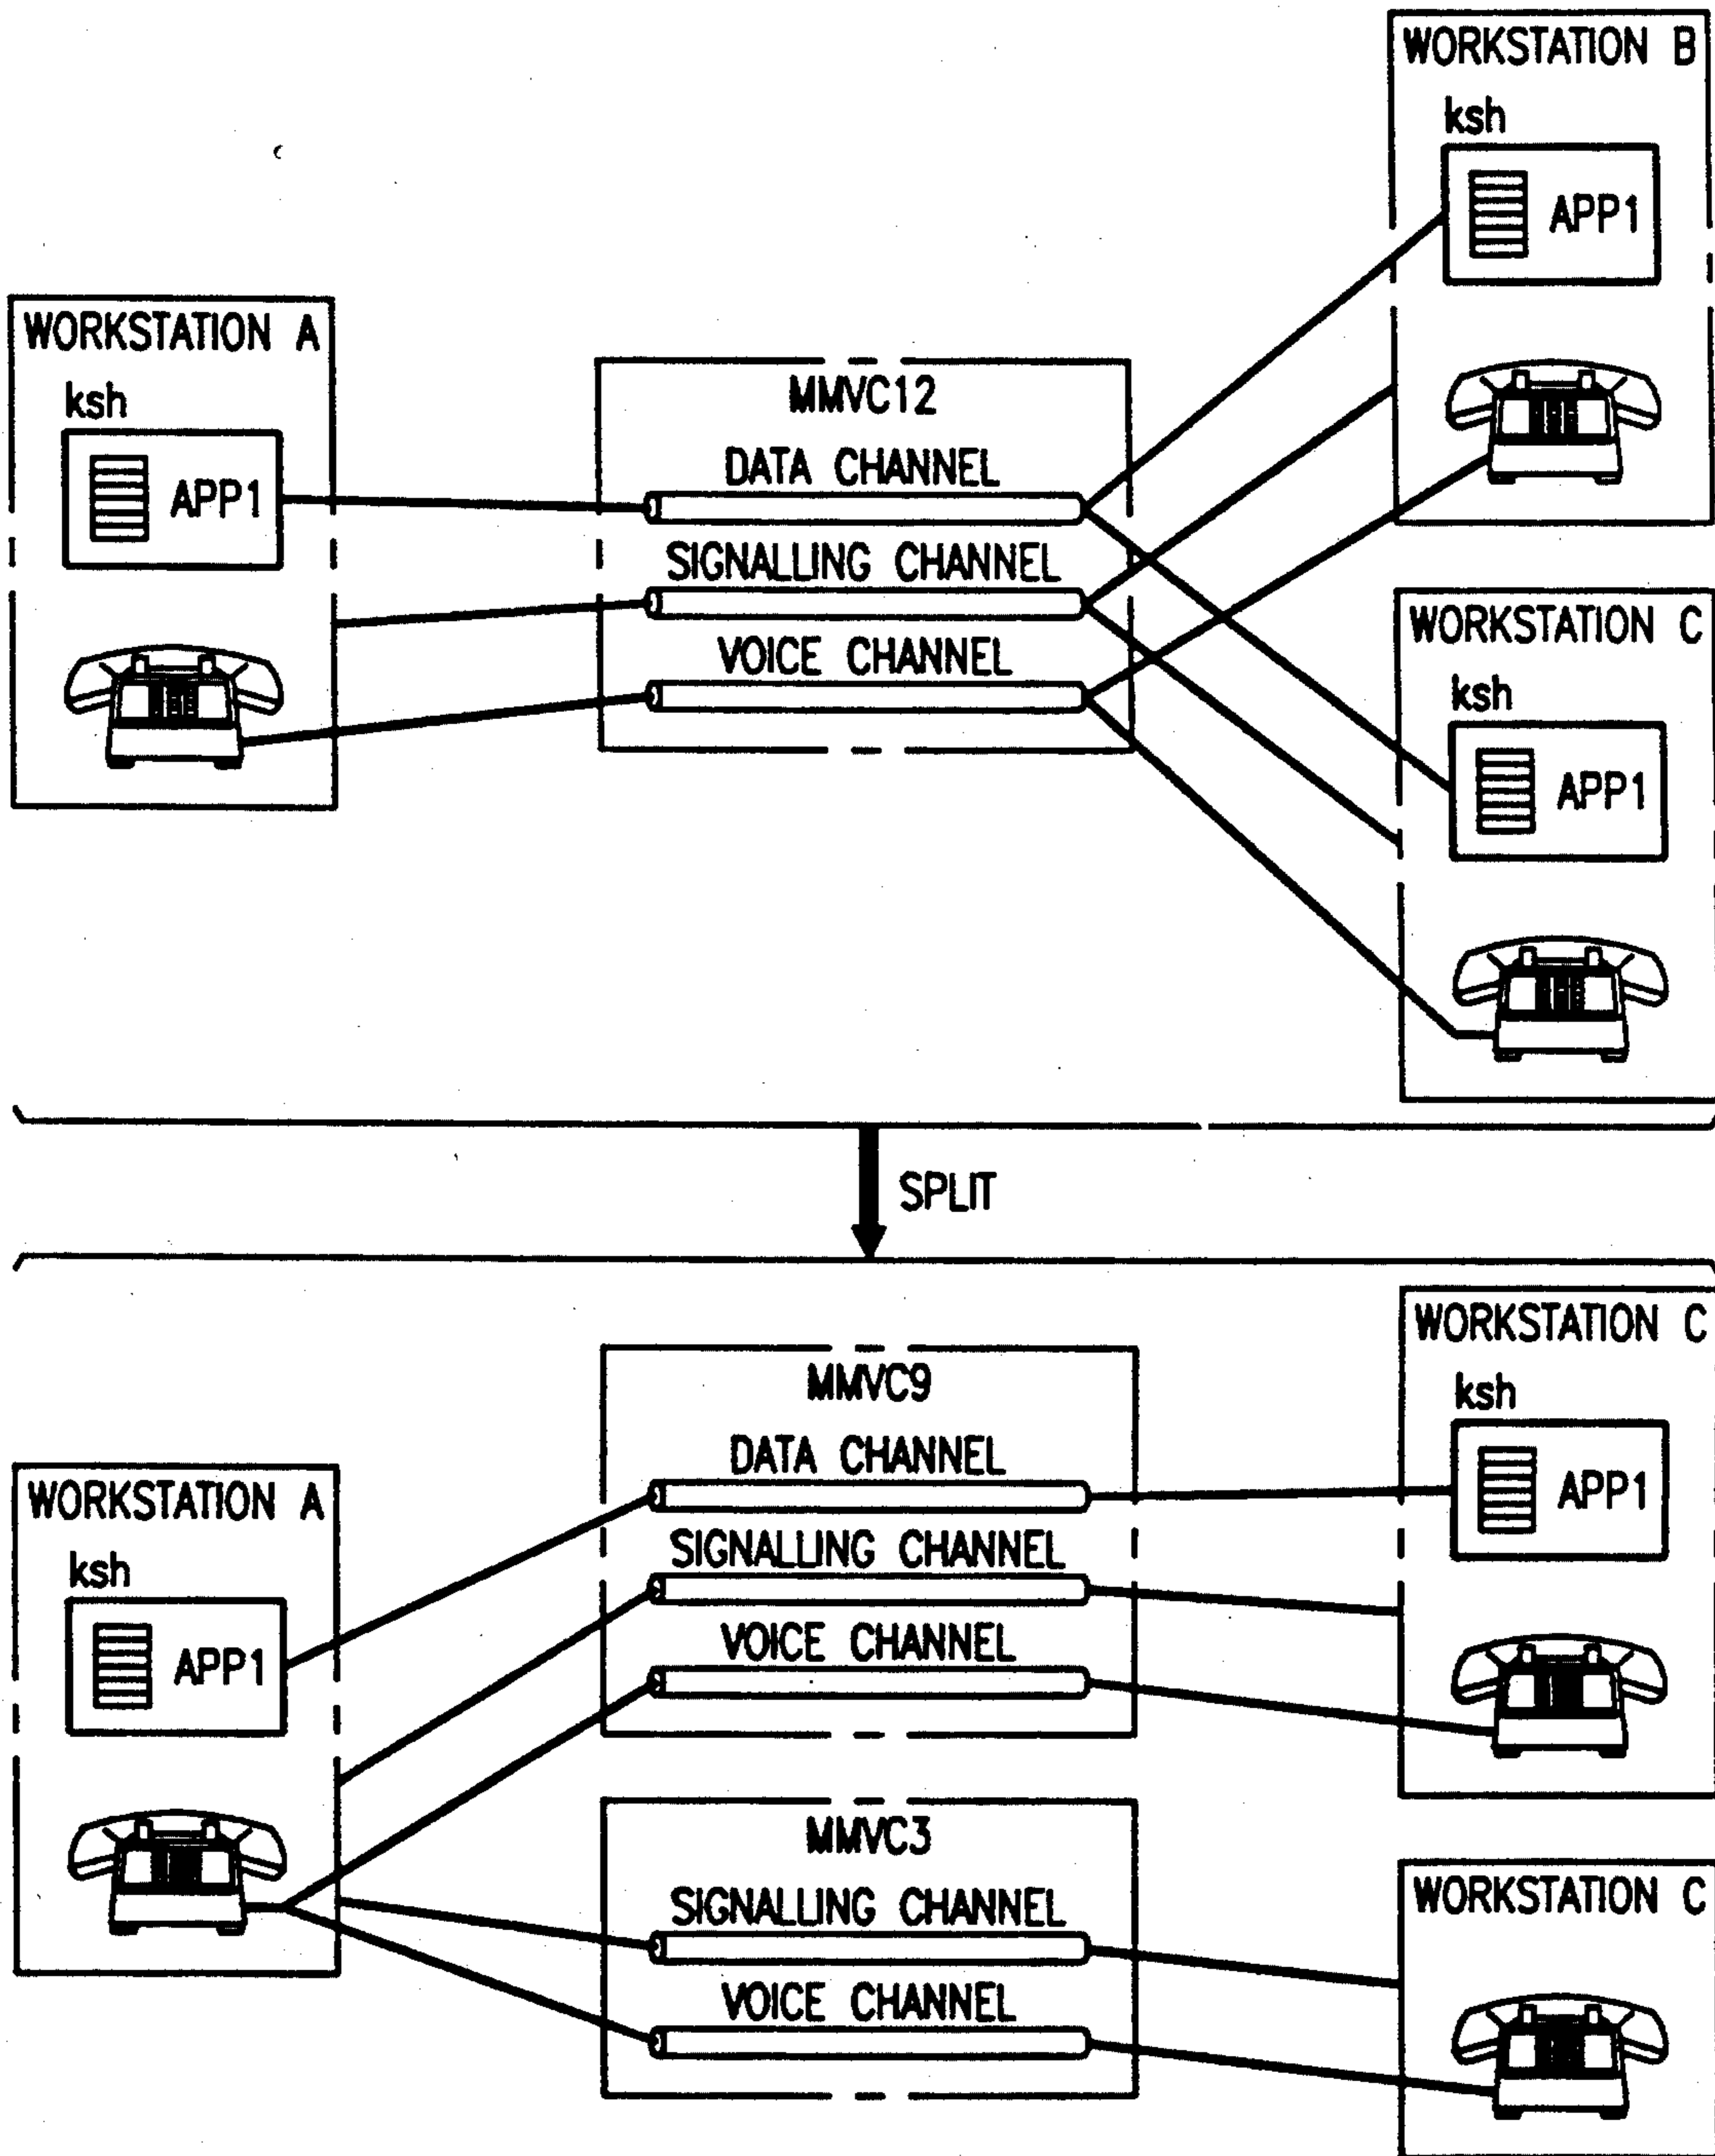 WORKSTATION B
ksh
APP1
WORKSTATION A
ksh
APP1
MMVC12
DATA CHANNEL
SIGNALLING CHANNEL
VOICE CHANNEL
WORKSTATION C
ksh
APP1
SPLIT
WORKSTATION C
ksh
APP1
MMVC9
DATA CHANNEL
SIGNALLING CHANNEL
VOICE CHANNEL
WORKSTATION A
ksh
APP1
MMVC3
SIGNALLING CHANNEL
VOICE CHANNEL
WORKSTATION C